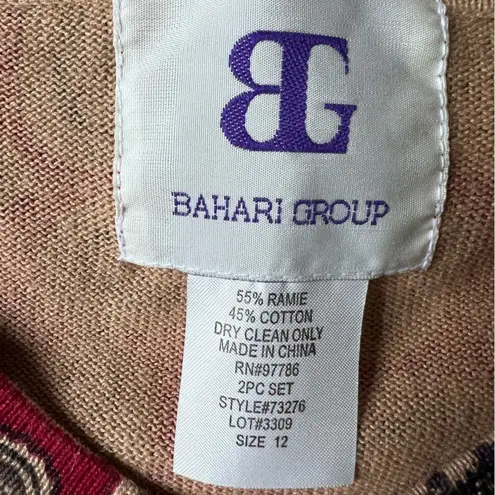 BG
BAHARI GROUP
55% RAMIE
45% COTTON
DRY CLEAN ONLY
MADE IN CHINA
RN#97786
2PC SET
STYLE#73276
LOT#3309
SIZE 12